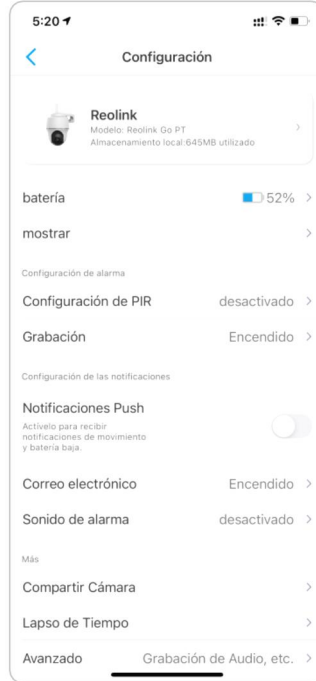 5:20
Configuración
Reolink
Modelo: Reolink Go PT
Almacenamiento local:645MB utilizado
batería 52%
mostrar
Configuración de alarma
Configuración de PIR desactivado
Grabación Encendido
Configuración de las notificaciones
Notificaciones Push
Actívelo para recibir
notificaciones de movimiento
y batería baja.
Correo electrónico Encendido
Sonido de alarma desactivado
Más
Compartir Cámara
Lapso de Tiempo
Avanzado Grabación de Audio, etc.